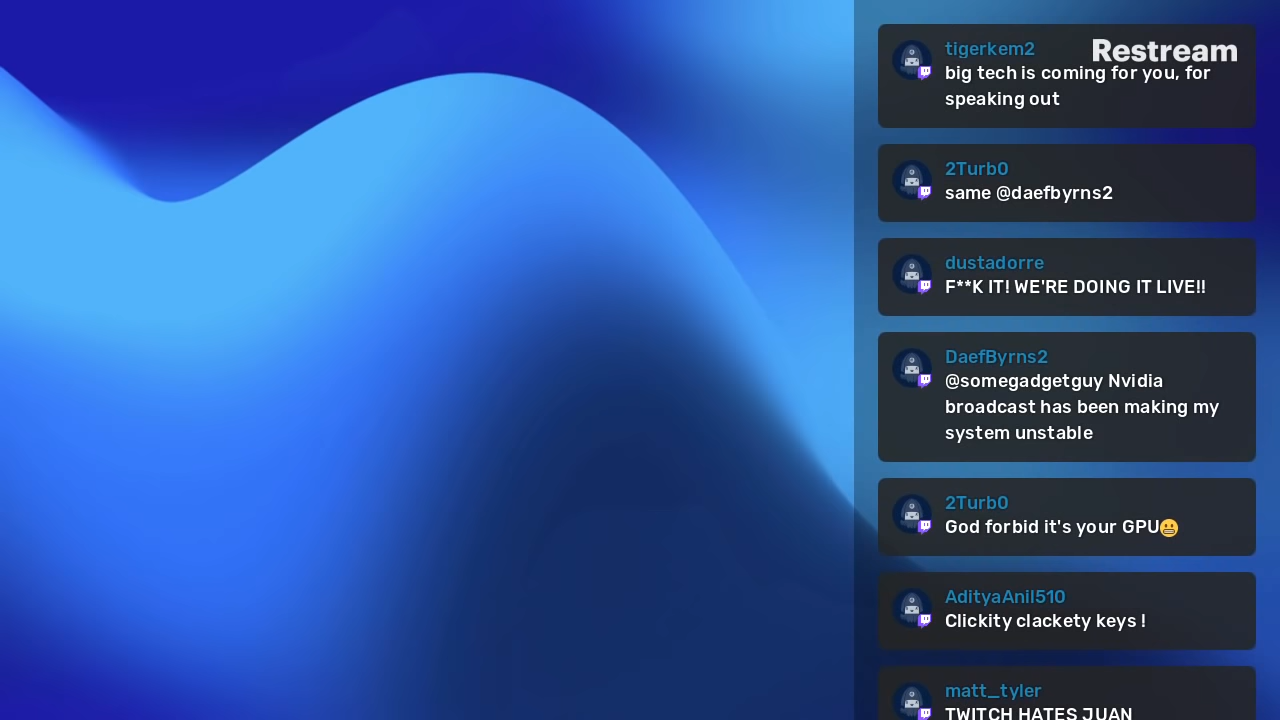 tigerkem2
Restream
big tech is coming for you, for
speaking out
2Turb0
same @daefbyrns2
dustadorre
F**K IT! WE'RE DOING IT LIVE!!
DaefByrns2
@somegadgetguy Nvidia
broadcast has been making my
system unstable
2Turb0
God forbid it's your GPU😬
AdityaAnil510
Clickity clackety keys !
matt_tyler
TWITCH HATES JUAN